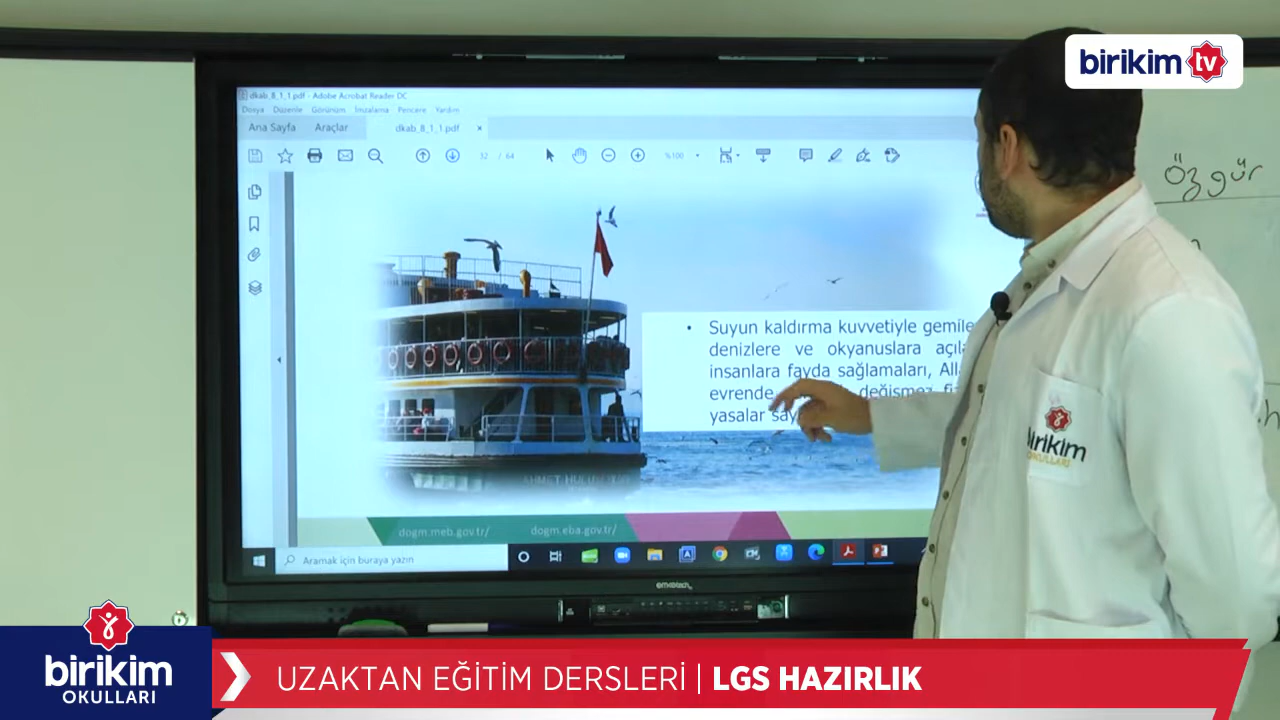 birikim tv
dkab_8_1_1.pdf - Adobe Acrobat Reader DC
Dosya Düzenle Görünüm İmzalama Pencere Yardım
Ana Sayfa Araçlar dkab_8_1_1.pdf ×
32 / 64 %100
Özgür
• Suyun kaldırma kuvvetiyle gemile
denizlere ve okyanuslara açıla
insanlara fayda sağlamaları, All
evrende değişmez fiz
yasalar say
birikim
OKULLARI
dogm.meb.gov.tr/ dogm.eba.gov.tr/
Aramak için buraya yazın
birikim
OKULLARI
UZAKTAN EĞİTİM DERSLERİ | LGS HAZIRLIK